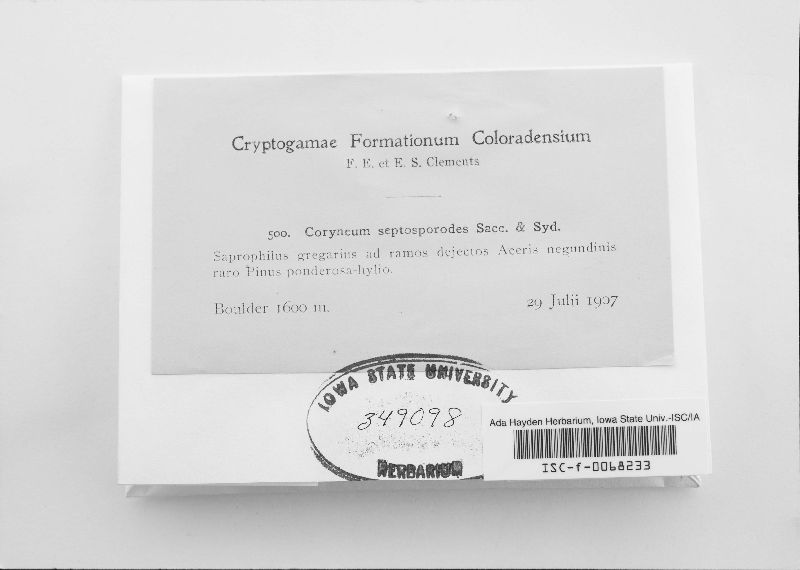 Cryptogamae Formationum Coloradensium
F. E. et E. S. Clements
500. Coryneum septosporodes Sacc. & Syd.
Saprophilus gregarius ad ramos dejectos Aceris negundinis
raro Pinus ponderosa-hylio.
Boulder 1600 m. 29 Julii 1907
IOWA STATE UNIVERSITY
349098
HERBARIUM
Ada Hayden Herbarium, Iowa State Univ.-ISC/IA
ISC-f-0068233